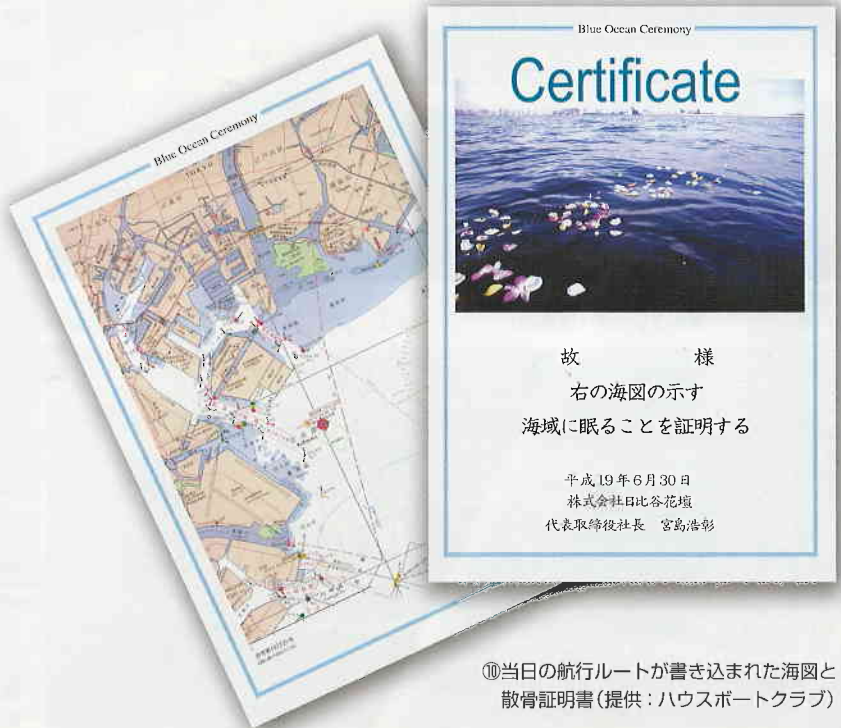 Blue Ocean Ceremony
TOKYO
Blue Ocean Ceremony
Certificate
故　　　　様
右の海図の示す
海域に眠ることを証明する
平成19年6月30日
株式会社日比谷花壇
代表取締役社長　宮島浩彰
⑩当日の航行ルートが書き込まれた海図と
散骨証明書(提供：ハウスボートクラブ)